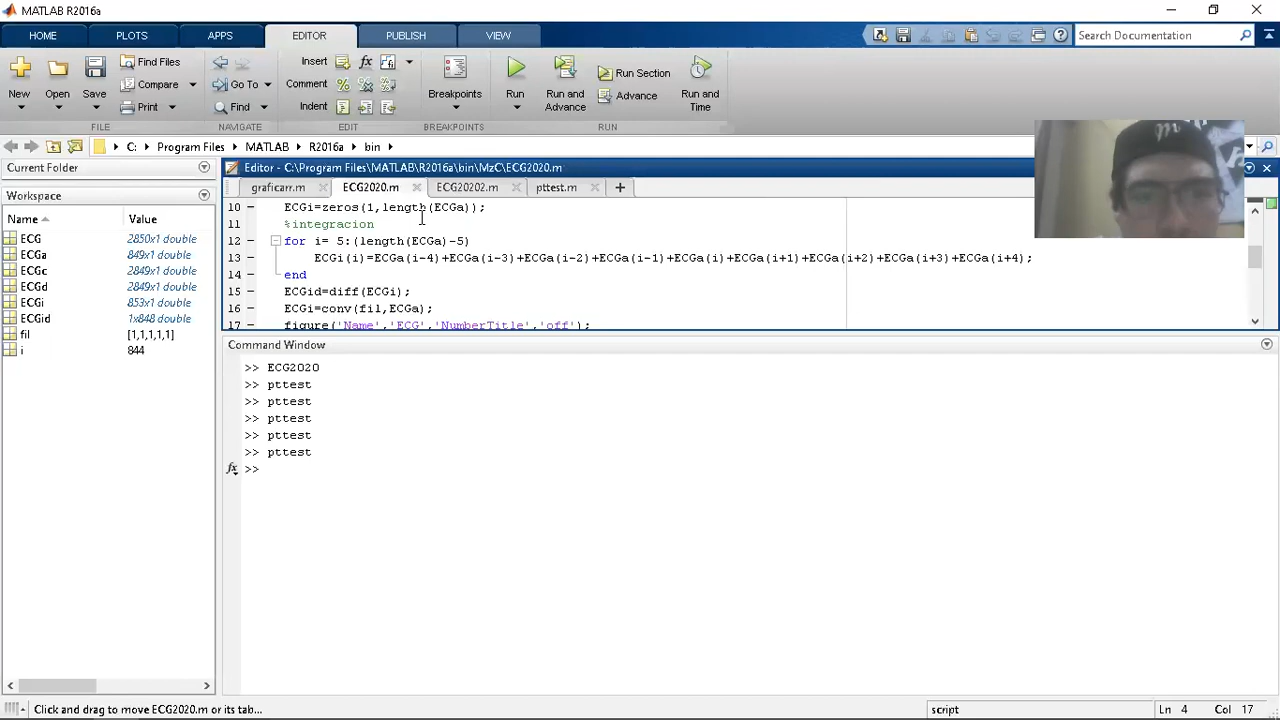 MATLAB R2016a
HOME PLOTS APPS EDITOR PUBLISH VIEW Search Documentation
Find Files Insert fx Run Section
Compare Go To Comment
New Open Save Breakpoints Run Run and Advance Advance Run and Time
Print Find Indent
FILE NAVIGATE EDIT BREAKPOINTS RUN
C: Program Files MATLAB R2016a bin
Current Folder
Editor - C:\Program Files\MATLAB\R2016a\bin\MzC\ECG2020.m
Workspace
graficarr.m ECG2020.m ECG20202.m pttest.m
Name Value
ECG 2850x1 double
ECGa 849x1 double
ECGc 2849x1 double
ECGd 2849x1 double
ECGi 853x1 double
ECGid 1x848 double
fil [1,1,1,1,1]
i 844
10 ECGi=zeros(1,length(ECGa));
11 %integracion
12 for i= 5:(length(ECGa)-5)
13 ECGi(i)=ECGa(i-4)+ECGa(i-3)+ECGa(i-2)+ECGa(i-1)+ECGa(i)+ECGa(i+1)+ECGa(i+2)+ECGa(i+3)+ECGa(i+4);
14 end
15 ECGid=diff(ECGi);
16 ECGi=conv(fil,ECGa);
17 figure('Name','ECG','NumberTitle','off');
Command Window
>> ECG2020
>> pttest
>> pttest
>> pttest
>> pttest
>> pttest
fx >>
Click and drag to move ECG2020.m or its tab... script Ln 4 Col 17